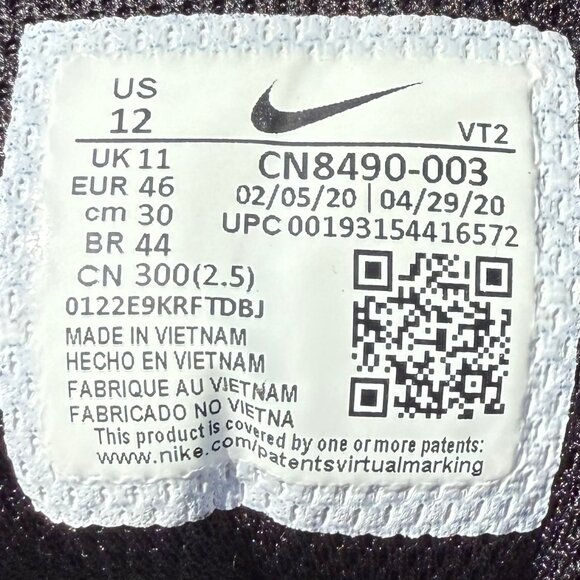 US
12
VT2
UK 11
EUR 46
cm 30
BR 44
CN 300(2.5)
CN8490-003
02/05/20 | 04/29/20
UPC 00193154416572
0122E9KRFTDBJ
MADE IN VIETNAM
HECHO EN VIETNAM
FABRIQUE AU VIETNAM
FABRICADO NO VIETNA
This product is covered by one or more patents:
www.nike.com/patentsvirtualmarking